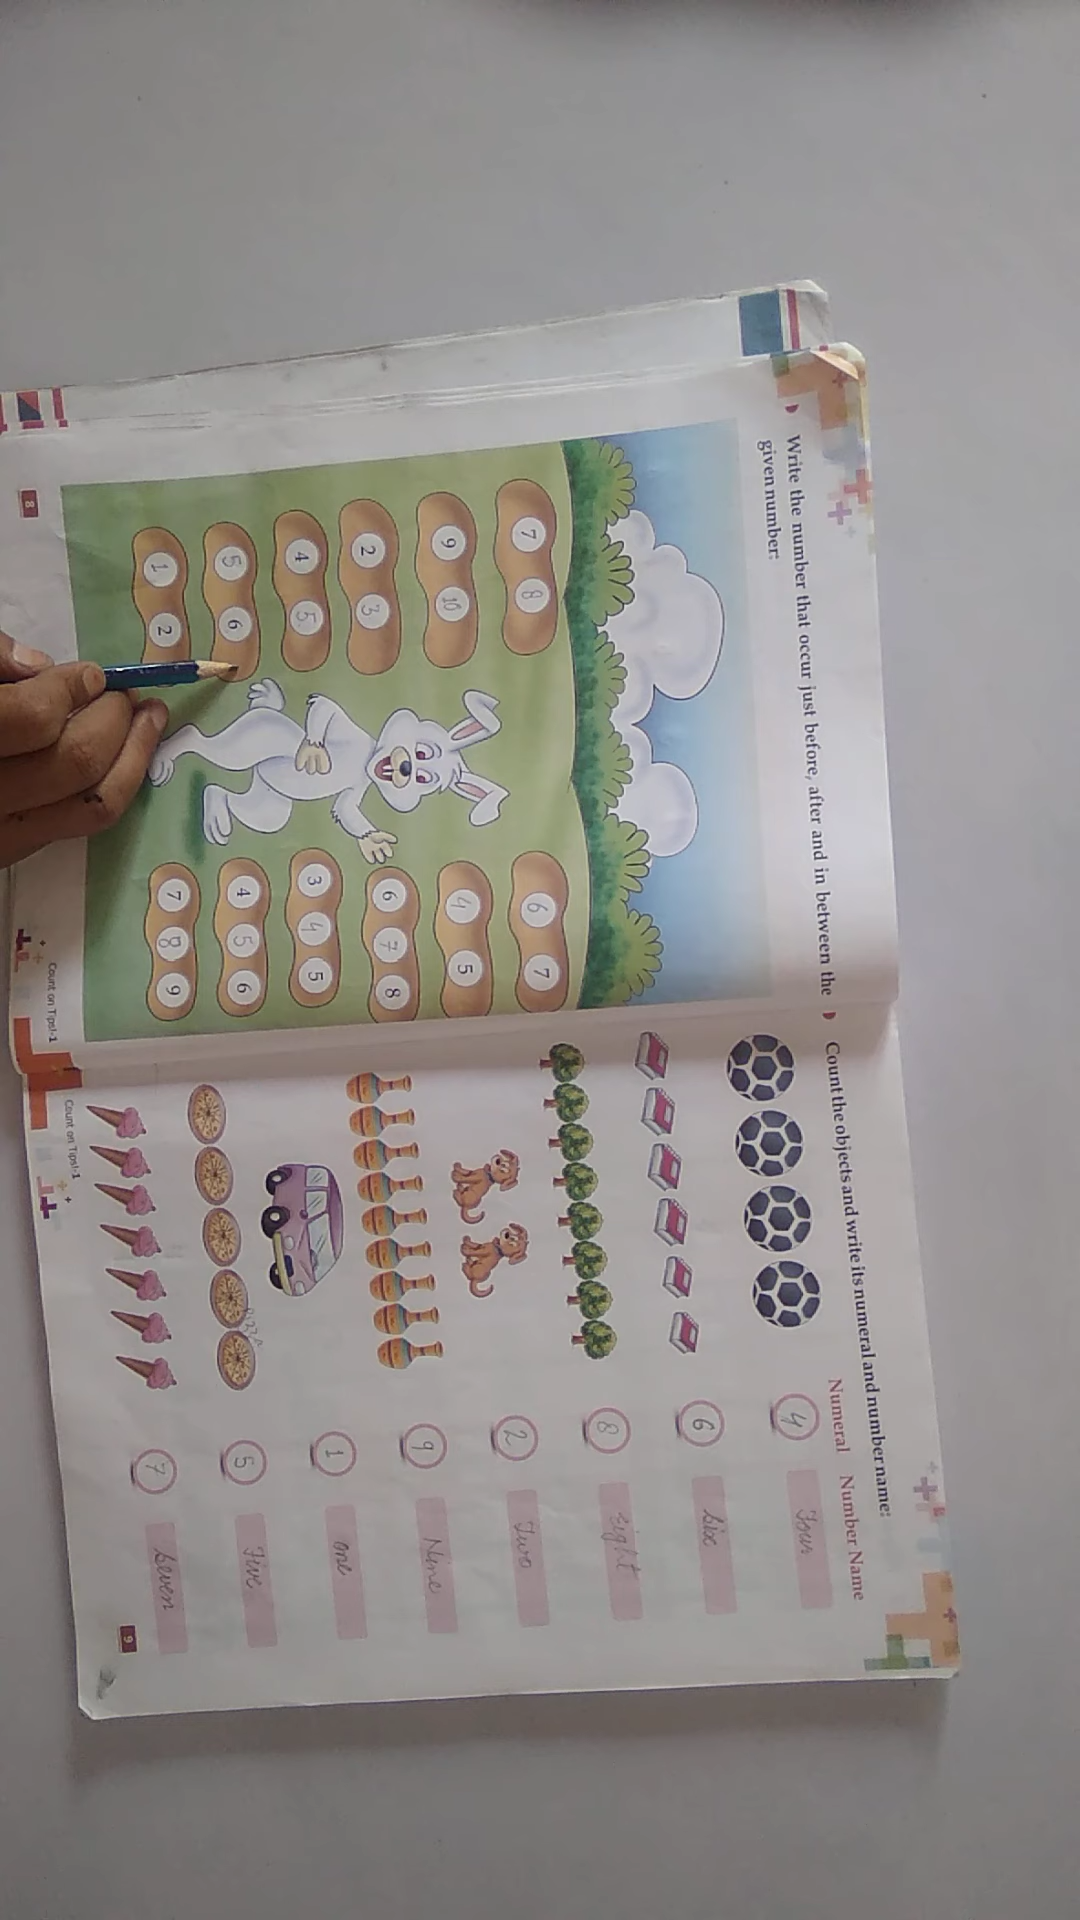 Write the number that occur just before, after and in between the
given number:
7 8
9 10
2 3
4 5
5 6
1 2
6 7
4 5
6 7 8
3 4 5
4 5 6
7 8 9
8
Count on Tips!-1
Count the objects and write its numeral and number name:
Numeral Number Name
4 Four
6 Six
8 eight
2 Two
9 Nine
1 one
5 Five
7 Seven
Count on Tips!-1
9